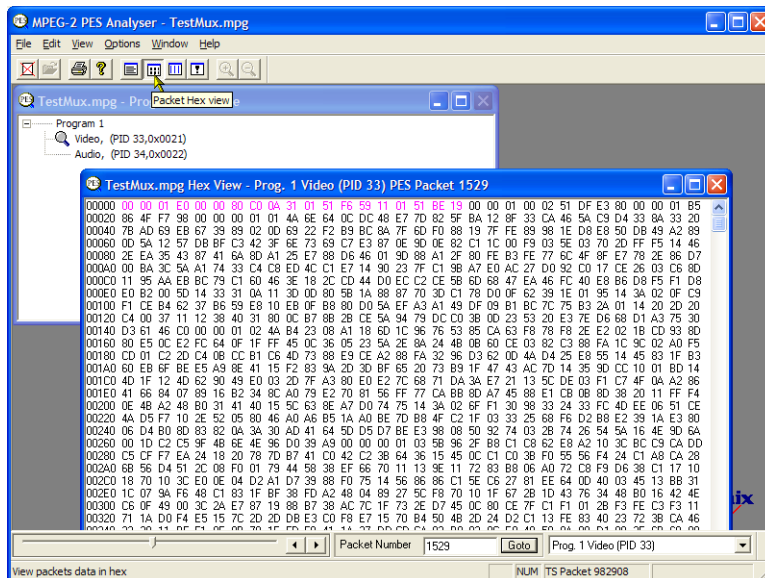 MPEG-2 PES Analyser - TestMux.mpg
File Edit View Options Window Help
TestMux.mpg - Pro
Packet Hex view
Program 1
Video, (PID 33,0x0021)
Audio, (PID 34,0x0022)
TestMux.mpg Hex View - Prog. 1 Video (PID 33) PES Packet 1529
00000 00 00 01 E0 00 00 80 C0 0A 31 01 51 F6 59 11 01 51 BE 19 00 00 01 00 02 51 DF E3 80 00 00 01 B5
00020 86 4F F7 98 00 00 00 01 01 4A 6E 64 0C DC 48 E7 7D 82 5F BA 12 8F 33 CA 46 5A C9 D4 33 8A 33 20
00040 7B AD 69 EB 67 39 89 02 0D 69 22 F2 B9 BC 8A 7F 6D F0 88 19 7F FE 89 98 1E D8 E8 50 DB 49 A2 89
00060 0D 5A 12 57 DB BF C3 42 3F 6E 73 69 C7 E3 87 0E 9D 0E 82 C1 1C 00 F9 03 5E 03 70 2D FF F5 14 46
00080 2E EA 35 43 87 41 6A 8D A1 25 E7 88 D6 46 01 9D 88 A1 2F 80 FE B3 FE 77 6C 4F 8F E7 78 2E 86 D7
000A0 00 BA 3C 5A A1 74 33 C4 C8 ED 4C C1 E7 14 90 23 7F C1 9B A7 E0 AC 27 D0 92 C0 17 CE 26 03 C6 8D
000C0 11 95 AA EB BC 79 C1 60 46 3E 18 2C CD 44 D0 EC C2 CE 5B 6D 68 47 EA 46 FC 40 E8 B6 D8 F5 F1 D8
000E0 E0 B2 00 5D 14 33 31 0A 11 3D 0D 80 5B 1A 88 87 70 3D C1 78 D0 0F 62 39 1E 01 95 14 3A 02 0F C9
00100 F1 CE B4 62 37 B6 59 E8 10 EB 0F B8 80 D0 5A EF A3 A1 49 DF 09 B1 BC 7C 75 B3 2A 01 14 20 2D 20
00120 C4 00 37 11 12 38 40 31 80 0C B7 8B 2B CE 5A 94 79 DC C0 3B 0D 23 53 20 E3 7E D6 68 D1 A3 75 30
00140 D3 61 46 C0 00 00 01 02 4A B4 23 08 A1 18 6D 1C 96 76 53 85 CA 63 F8 78 F8 2E E2 02 1B CD 93 8D
00160 80 E5 0C E2 FC 64 0F 1F FF 45 0C 36 05 23 5A 2E 8A 24 4B 0B 60 CE 03 82 C3 88 FA 1C 9C 02 A0 F5
00180 CD 01 C2 2D C4 0B CC B1 C6 4D 73 88 E9 CE A2 88 FA 32 96 D3 62 0D 4A D4 25 E8 55 14 45 83 1F B3
001A0 60 EB 6F BE E5 A9 8E 41 15 F2 83 9A 2D 3D BF 65 20 73 B9 1F 47 43 AC 7D 14 35 9D CC 10 01 BD 14
001C0 4D 1F 12 4D 62 90 49 E0 03 2D 7F A3 80 E0 E2 7C 68 71 DA 3A E7 21 13 5C DE 03 F1 C7 4F 0A A2 86
001E0 41 66 84 07 89 16 B2 34 8C A0 79 E2 70 81 56 FF 77 CA BB 8D A7 45 88 E1 CB 0B 8D 38 20 11 FF F4
00200 0E 4B A2 48 B0 31 41 40 15 5C 63 8E A7 D0 74 75 14 3A 02 6F F1 30 98 33 24 33 FC 4D EE 06 51 CE
00220 4A D5 F7 10 2E 52 05 80 46 A0 A6 B5 1A A0 BE 7D B8 4F C2 1F 03 33 25 68 F6 D2 B8 E2 39 1A E3 80
00240 06 D4 B0 8D 83 82 0A 3A 30 AD 41 64 5D D5 D7 BE E3 98 08 50 92 74 03 2B 74 26 54 5A 16 4E 9D 6A
00260 00 1D C2 C5 9F 4B 6E 4E 96 D0 39 A9 00 00 00 01 03 5B 96 2F B8 C1 C8 62 E8 A2 10 3C BC C9 CA DD
00280 C5 CF F7 EA 24 18 20 78 7D B7 41 C0 42 C2 3B 64 36 15 45 0C C1 C0 3B F0 55 56 F4 24 C1 A8 CA 28
002A0 6B 56 D4 51 2C 08 F0 01 79 44 58 38 EF 66 70 11 13 9E 11 72 83 B8 06 A0 72 C8 F9 D6 38 C1 17 10
002C0 18 70 10 3C E0 0E 04 D2 A1 D7 39 88 F0 75 14 56 86 86 C1 5E C6 27 81 EE 64 0D 40 03 45 13 BB 31
002E0 1C 07 9A F6 48 C1 83 1F BF 38 FD A2 48 04 89 27 5C F8 70 10 1F 67 2B 1D 43 76 34 48 B0 16 42 4E
00300 C6 0F 49 00 3C 2A E7 87 19 88 B7 38 AC 7C 1F 73 2E D7 45 0C 80 CE 7F C1 F1 01 2B F3 FE C3 F3 11
00320 71 1A D0 F4 E5 15 7C 2D 2D DB E3 C0 F8 E7 15 70 B4 50 4B 2D 24 D2 C1 13 FE 83 40 23 72 3B CA 46
Packet Number 1529 Goto Prog. 1 Video (PID 33)
View packets data in hex NUM TS Packet 982908